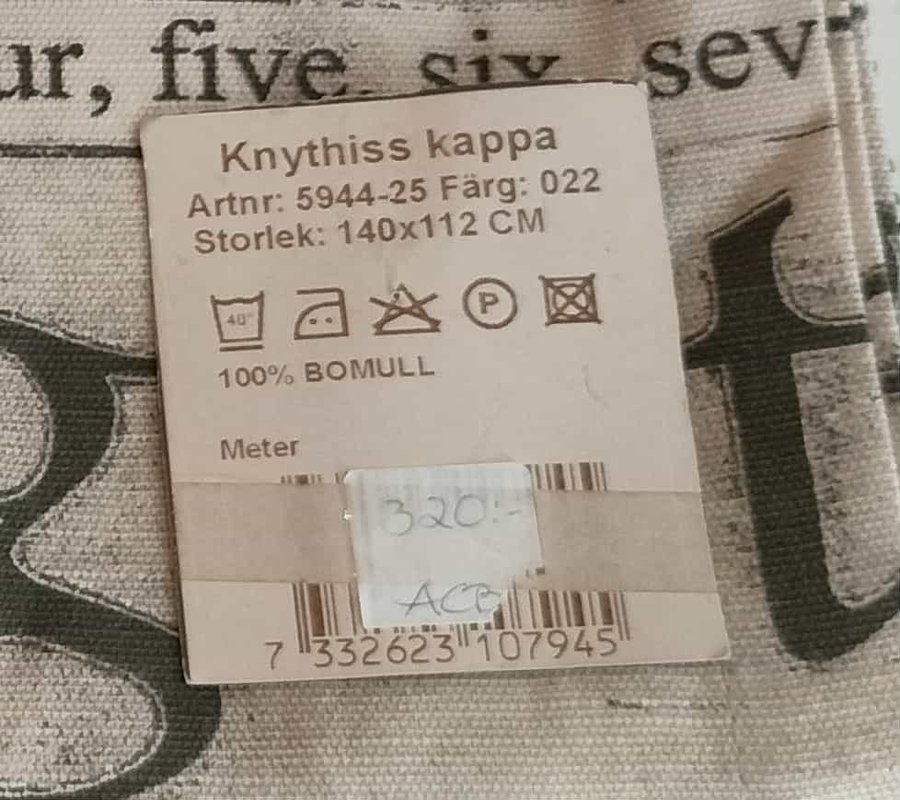 ur, five, six, sev
Knythiss kappa
Artnr: 5944-25 Färg: 022
Storlek: 140x112 CM
40°
P
100% BOMULL
Meter
320:-
ACB
7 332623 107945
t